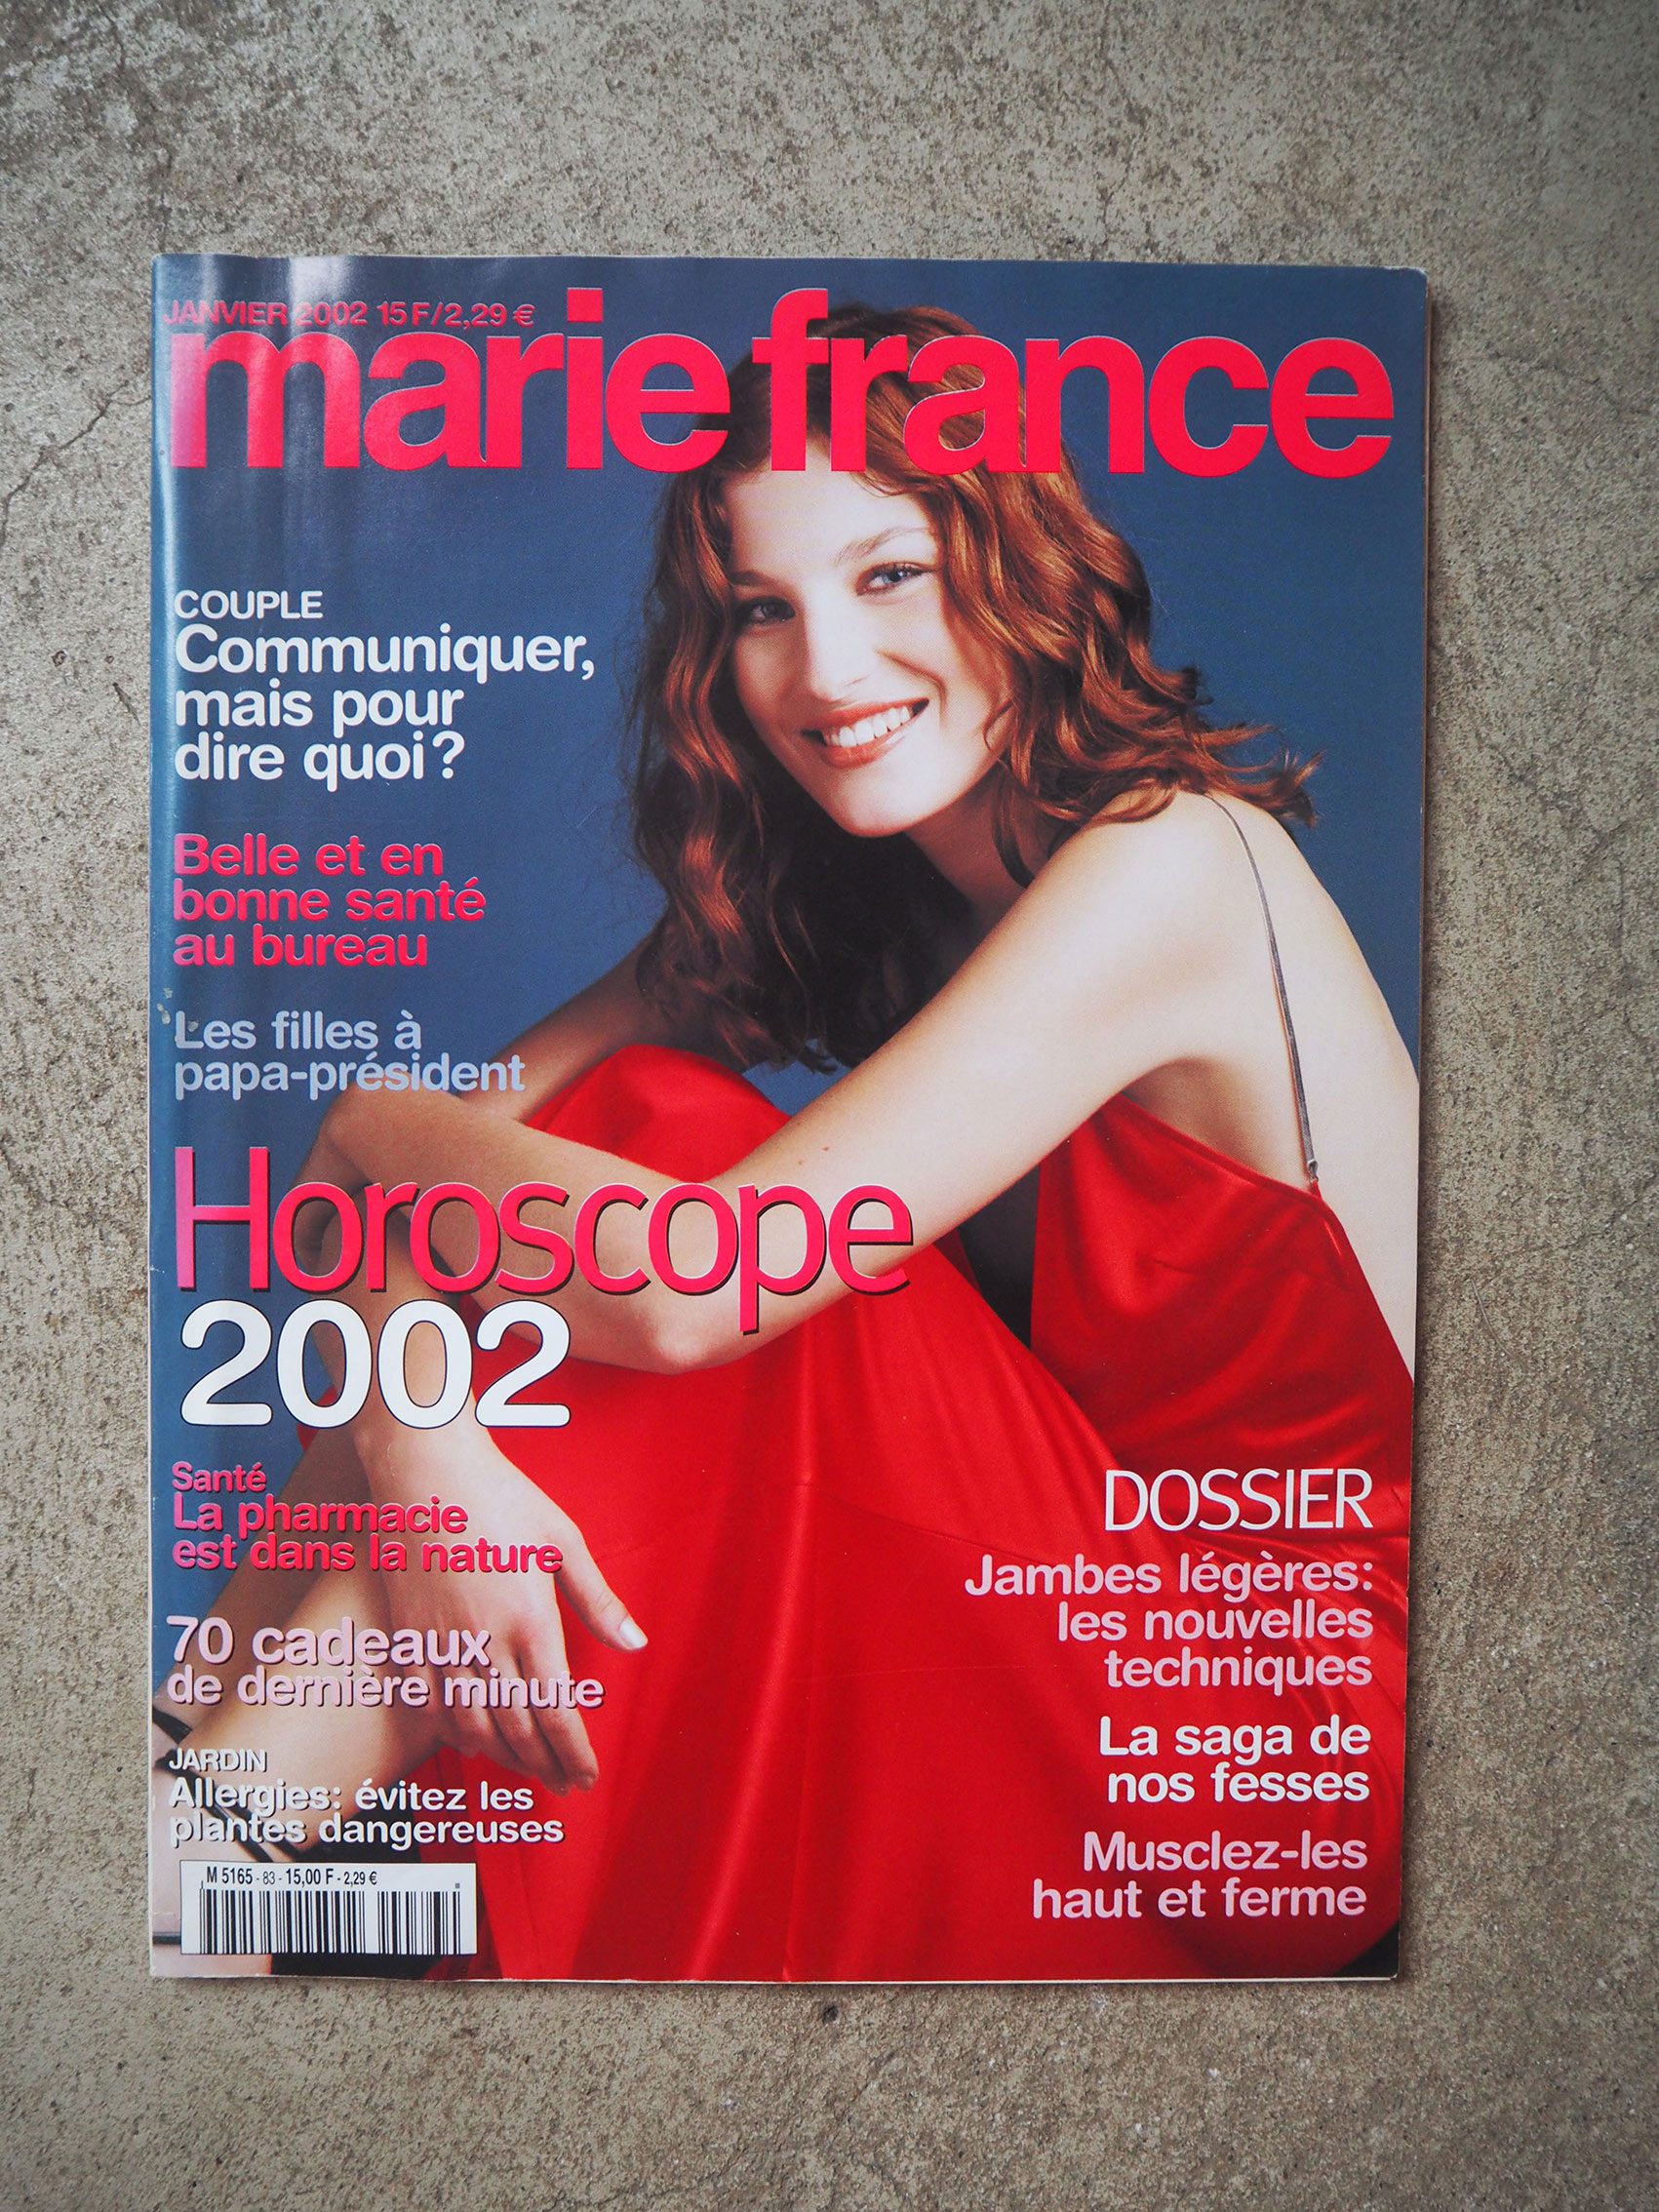 JANVIER 2002 15 F/2,29 €
marie france
COUPLE
Communiquer,
mais pour
dire quoi ?
Belle et en
bonne santé
au bureau
Les filles à
papa-président
Horoscope
2002
Santé
La pharmacie
est dans la nature
70 cadeaux
de dernière minute
JARDIN
Allergies: évitez les
plantes dangereuses
M 5165 - 83 - 15,00 F - 2,29 €
DOSSIER
Jambes légères:
les nouvelles
techniques
La saga de
nos fesses
Musclez-les
haut et ferme